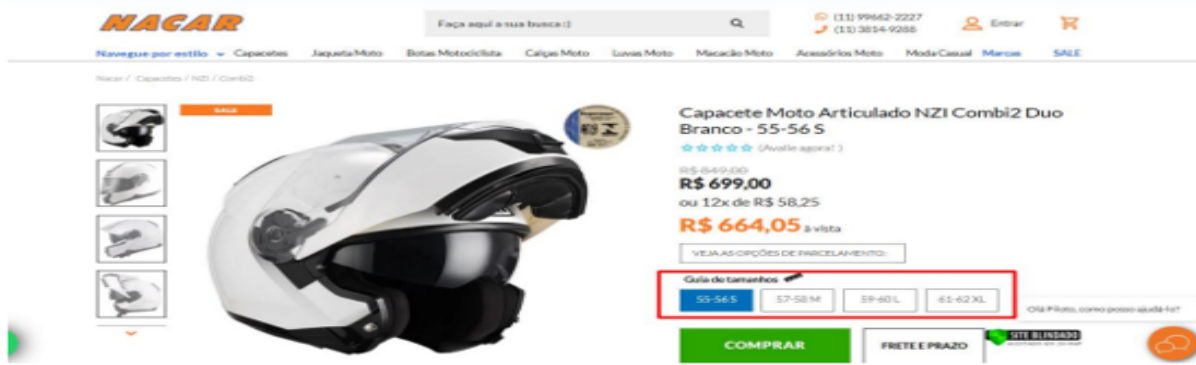 NACAR
Faça aqui a sua busca :)
(11) 99662-2227
(11) 3814-9288
Entrar
Navegue por estilo Capacetes Jaqueta Moto Botas Motociclista Calças Moto Luvas Moto Macacão Moto Acessórios Moto Moda Casual Marcas SALE
Nacar / Capacetes / NZI / Combi2
SALE
Capacete Moto Articulado NZI Combi2 Duo
Branco - 55-56 S
(Avalie agora! )
R$ 849,00
R$ 699,00
ou 12x de R$ 58,25
R$ 664,05 à vista
VEJA AS OPÇÕES DE PARCELAMENTO:
Guia de tamanhos
55-56 S 57-58 M 59-60 L 61-62 XL
Olá Piloto, como posso ajudá-lo?
COMPRAR FRETE E PRAZO
SITE BLINDADO